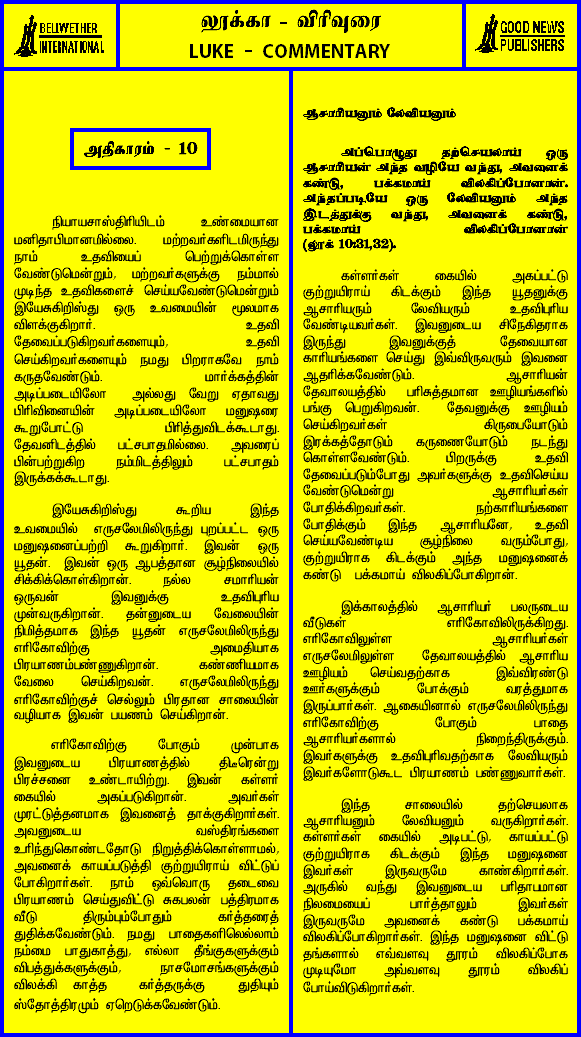 BELWETHER
INTERNATIONAL
லூக்கா - விரிவுரை
LUKE - COMMENTARY
GOOD NEWS
PUBLISHERS
அதிகாரம் - 10
நியாயசாஸ்திரியிடம் உண்மையான
மனிதாபிமானமில்லை. மற்றவர்களிடமிருந்து
நாம் உதவியைப் பெற்றுக்கொள்ள
வேண்டுமென்றும், மற்றவர்களுக்கு நம்மால்
முடிந்த உதவிகளைச் செய்யவேண்டுமென்றும்
இயேசுகிறிஸ்து ஒரு உவமையின் மூலமாக
விளக்குகிறார். உதவி
தேவைப்படுகிறவர்களையும், உதவி
செய்கிறவர்களையும் நமது பிறராகவே நாம்
கருதவேண்டும். மார்க்கத்தின்
அடிப்படையிலோ அல்லது வேறு ஏதாவது
பிரிவினையின் அடிப்படையிலோ மனுஷரை
கூறுபோட்டு பிரித்துவிடக்கூடாது.
தேவனிடத்தில் பட்சபாதமில்லை. அவரைப்
பின்பற்றுகிற நம்மிடத்திலும் பட்சபாதம்
இருக்கக்கூடாது.
இயேசுகிறிஸ்து கூறிய இந்த
உவமையில் எருசலேமிலிருந்து புறப்பட்ட ஒரு
மனுஷனைப்பற்றி கூறுகிறார். இவன் ஒரு
யூதன். இவன் ஒரு ஆபத்தான சூழ்நிலையில்
சிக்கிக்கொள்கிறான். நல்ல சமாரியன்
ஒருவன் இவனுக்கு உதவிபுரிய
முன்வருகிறான். தன்னுடைய வேலையின்
நிமித்தமாக இந்த யூதன் எருசலேமிலிருந்து
எரிகோவிற்கு அமைதியாக
பிரயாணம்பண்ணுகிறான். கண்ணியமாக
வேலை செய்கிறவன். எருசலேமிலிருந்து
எரிகோவிற்குச் செல்லும் பிரதான சாலையின்
வழியாக இவன் பயணம் செய்கிறான்.
எரிகோவிற்கு போகும் முன்பாக
இவனுடைய பிரயாணத்தில் திடீரென்று
பிரச்சனை உண்டாயிற்று. இவன் கள்ளர்
கையில் அகப்படுகிறான். அவர்கள்
முரட்டுத்தனமாக இவனைத் தாக்குகிறார்கள்.
அவனுடைய வஸ்திரங்களை
உரிந்துகொண்டதோடு நிறுத்திக்கொள்ளாமல்,
அவனைக் காயப்படுத்தி குற்றுயிராய் விட்டுப்
போகிறார்கள். நாம் ஒவ்வொரு தடைவை
பிரயாணம் செய்துவிட்டு சுகபலன் பத்திரமாக
வீடு திரும்பும்போதும் கர்த்தரைத்
துதிக்கவேண்டும். நமது பாதைகளிலெல்லாம்
நம்மை பாதுகாத்து, எல்லா தீங்குகளுக்கும்
விபத்துக்களுக்கும், நாசமோசங்களுக்கும்
விலக்கி காத்த கர்த்தருக்கு துதியும்
ஸ்தோத்திரமும் ஏறெடுக்கவேண்டும்.
ஆசாரியனும் லேவியனும்
அப்பொழுது தற்செயலாய் ஒரு
ஆசாரியன் அந்த வழியே வந்து, அவனைக்
கண்டு, பக்கமாய் விலகிப்போனான்.
அந்தப்படியே ஒரு லேவியனும் அந்த
இடத்துக்கு வந்து, அவனைக் கண்டு,
பக்கமாய் விலகிப்போனான்
(லூக் 10:31,32).
கள்ளர்கள் கையில் அகப்பட்டு
குற்றுயிராய் கிடக்கும் இந்த யூதனுக்கு
ஆசாரியரும் லேவியரும் உதவிபுரிய
வேண்டியவர்கள். இவனுடைய சிநேகிதராக
இருந்து இவனுக்குத் தேவையான
காரியங்களை செய்து இவ்விருவரும் இவனை
ஆதரிக்கவேண்டும். ஆசாரியன்
தேவாலயத்தில் பரிசுத்தமான ஊழியங்களில்
பங்கு பெறுகிறவன். தேவனுக்கு ஊழியம்
செய்கிறவர்கள் கிருபையோடும்
இரக்கத்தோடும் கருணையோடும் நடந்து
கொள்ளவேண்டும். பிறருக்கு உதவி
தேவைப்படும்போது அவர்களுக்கு உதவிசெய்ய
வேண்டுமென்று ஆசாரியர்கள்
போதிக்கிறவர்கள். நற்காரியங்களை
போதிக்கும் இந்த ஆசாரியனே, உதவி
செய்யவேண்டிய சூழ்நிலை வரும்போது,
குற்றுயிராக கிடக்கும் அந்த மனுஷனைக்
கண்டு பக்கமாய் விலகிப்போகிறான்.
இக்காலத்தில் ஆசாரியர் பலருடைய
வீடுகள் எரிகோவிலிருக்கிறது.
எரிகோவிலுள்ள ஆசாரியர்கள்
எருசலேமிலுள்ள தேவாலயத்தில் ஆசாரிய
ஊழியம் செய்வதற்காக இவ்விரண்டு
ஊர்களுக்கும் போக்கும் வரத்துமாக
இருப்பார்கள். ஆகையினால் எருசலேமிலிருந்து
எரிகோவிற்கு போகும் பாதை
ஆசாரியர்களால் நிறைந்திருக்கும்.
இவர்களுக்கு உதவிபுரிவதற்காக லேவியரும்
இவர்களோடுகூட பிரயாணம் பண்ணுவார்கள்.
இந்த சாலையில் தற்செயலாக
ஆசாரியனும் லேவியனும் வருகிறார்கள்.
கள்ளர்கள் கையில் அடிபட்டு, காயப்பட்டு
குற்றுயிராக கிடக்கும் இந்த மனுஷனை
இவர்கள் இருவருமே காண்கிறார்கள்.
அருகில் வந்து இவனுடைய பரிதாபமான
நிலமையைப் பார்த்தாலும் இவர்கள்
இருவருமே அவனைக் கண்டு பக்கமாய்
விலகிப்போகிறார்கள். இந்த மனுஷனை விட்டு
தங்களால் எவ்வளவு தூரம் விலகிப்போக
முடியுமோ அவ்வளவு தூரம் விலகிப்
போய்விடுகிறார்கள்.